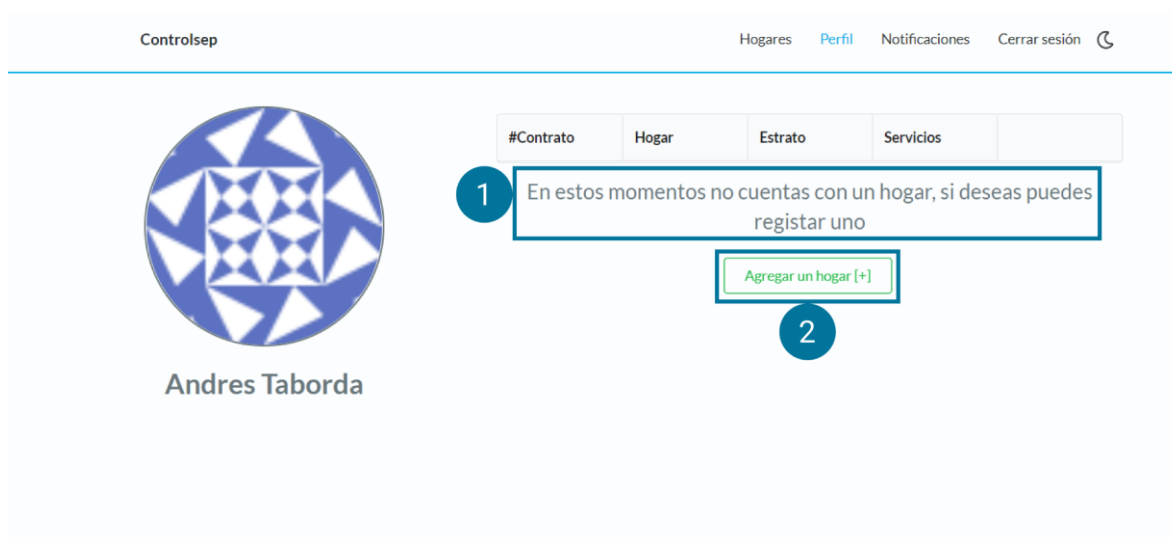 Controlsep
Hogares Perfil Notificaciones Cerrar sesión
#Contrato Hogar Estrato Servicios
1
En estos momentos no cuentas con un hogar, si deseas puedes
registar uno
Agregar un hogar [+]
2
Andres Taborda